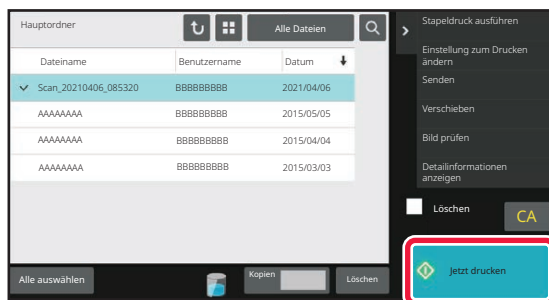 Hauptordner
Alle Dateien
Dateiname Benutzername Datum
Scan_20210406_085320 BBBBBBBBB 2021/04/06
AAAAAAAA BBBBBBBBB 2015/05/05
AAAAAAAA BBBBBBBBB 2015/04/04
AAAAAAAA BBBBBBBBB 2015/03/03
Alle auswählen
Kopien
Löschen
Stapeldruck ausführen
Einstellung zum Drucken
ändern
Senden
Verschieben
Bild prüfen
Detailinformationen
anzeigen
Löschen
CA
Jetzt drucken